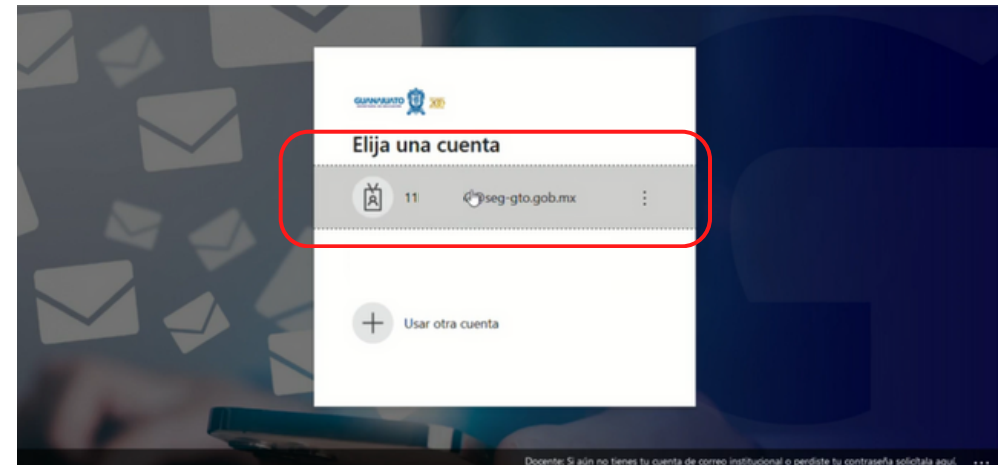 GUANAJUATO
Elija una cuenta
11 @seg-gto.gob.mx
Usar otra cuenta
Docente: Si aún no tienes tu cuenta de correo institucional o perdiste tu contraseña solicítala aquí.